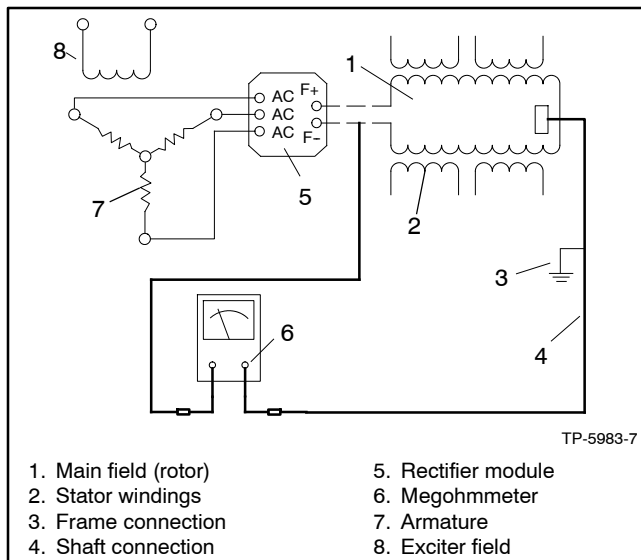 8
1
AC F+
AC
AC F−
7
5
2
3
6
4
TP-5983-7
1. Main field (rotor)
2. Stator windings
3. Frame connection
4. Shaft connection
5. Rectifier module
6. Megohmmeter
7. Armature
8. Exciter field